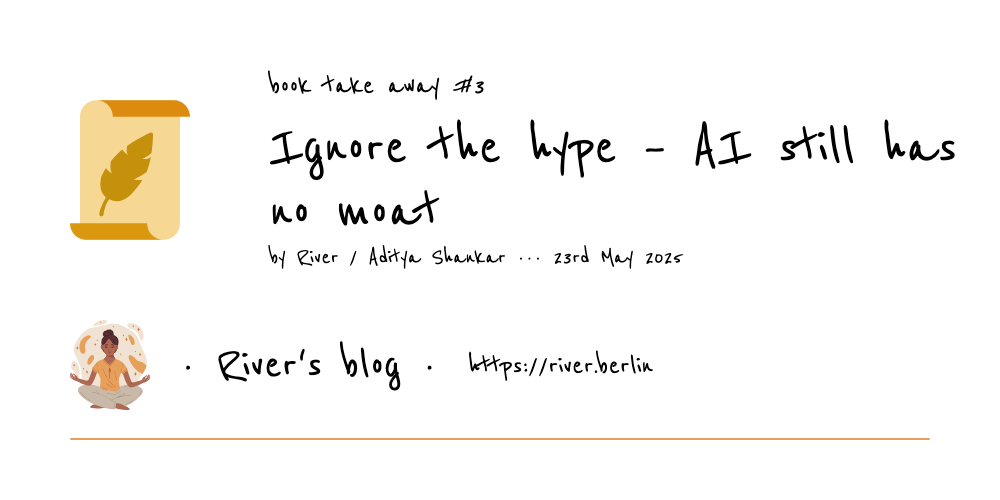 book take away #3
Ignore the hype - AI still has
no moat
by River / Aditya Shankar ... 23rd May 2025
· River's blog · https://river.berlin